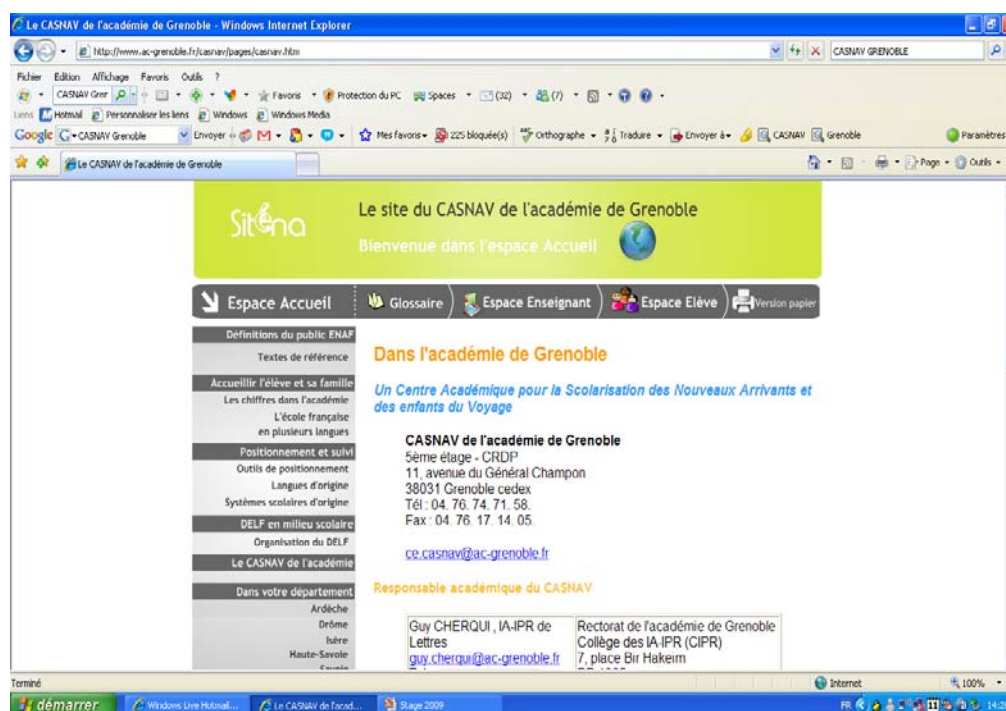 Le CASNAV de l'académie de Grenoble - Windows Internet Explorer
http://www.ac-grenoble.fr/casnav/pages/casnav.htm
CASNAV GRENOBLE
Fichier Edition Affichage Favoris Outils ?
CASNAV Grer Favoris Protection du PC Spaces (32) (7)
Liens Hotmail Personnaliser les liens Windows Windows Media
Google CASNAV Grenoble Envoyer Mes favoris 225 bloquée(s) Orthographe Traduire Envoyer à CASNAV Grenoble Paramètres
Le CASNAV de l'académie de Grenoble
Page Outils
Siténa
Le site du CASNAV de l'académie de Grenoble
Bienvenue dans l'espace Accueil
Espace Accueil
Glossaire
Espace Enseignant
Espace Elève
Version papier
Définitions du public ENAF
Textes de référence
Accueillir l'élève et sa famille
Les chiffres dans l'académie
L'école française
en plusieurs langues
Positionnement et suivi
Outils de positionnement
Langues d'origine
Systèmes scolaires d'origine
DELF en milieu scolaire
Organisation du DELF
Le CASNAV de l'académie
Dans votre département
Ardèche
Drôme
Isère
Haute-Savoie
Savoie
Dans l'académie de Grenoble
Un Centre Académique pour la Scolarisation des Nouveaux Arrivants et
des enfants du Voyage
CASNAV de l'académie de Grenoble
5ème étage - CRDP
11, avenue du Général Champon
38031 Grenoble cedex
Tél : 04. 76. 74. 71. 58.
Fax : 04. 76. 17. 14. 05.
ce.casnav@ac-grenoble.fr
Responsable académique du CASNAV
Guy CHERQUI , IA-IPR de
Lettres
guy.cherqui@ac-grenoble.fr
Rectorat de l'académie de Grenoble
Collège des IA-IPR (CIPR)
7, place Bir Hakeim
Terminé
Internet
100%
démarrer
Windows Live Hotmail...
Le CASNAV de l'acad...
Stage 2009
FR